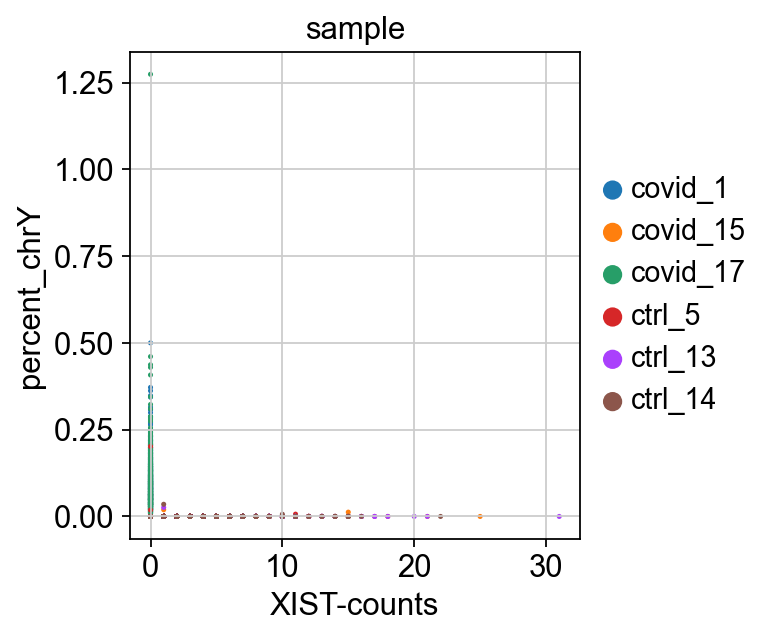 sample
percent_chrY
1.25
1.00
0.75
0.50
0.25
0.00
0
10
20
30
XIST-counts
covid_1
covid_15
covid_17
ctrl_5
ctrl_13
ctrl_14